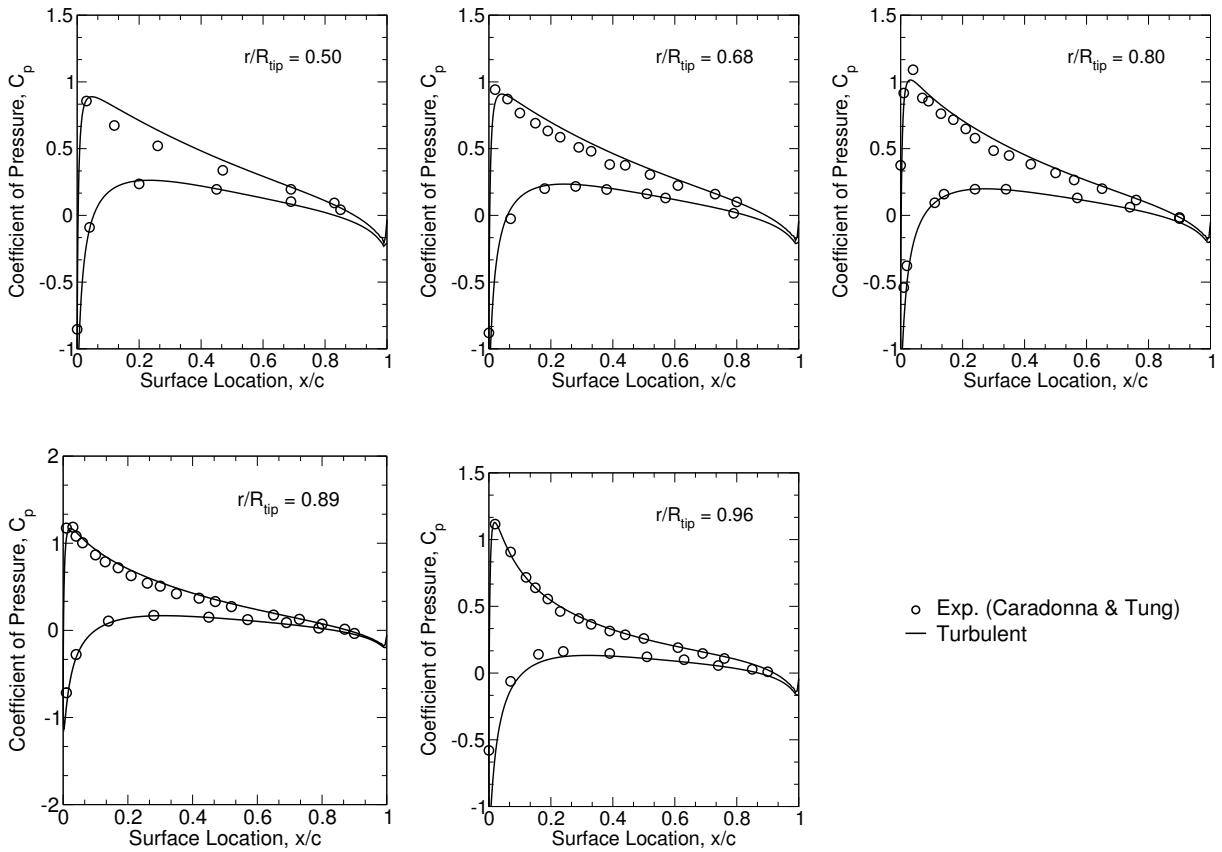 1.5
1
0.5
0
-0.5
-1
Coefficient of Pressure, Cp
r/Rtip = 0.50
0 0.2 0.4 0.6 0.8 1
Surface Location, x/c
1.5
1
0.5
0
-0.5
-1
Coefficient of Pressure, Cp
r/Rtip = 0.68
0 0.2 0.4 0.6 0.8 1
Surface Location, x/c
1.5
1
0.5
0
-0.5
-1
Coefficient of Pressure, Cp
r/Rtip = 0.80
0 0.2 0.4 0.6 0.8 1
Surface Location, x/c
2
1
0
-1
-2
Coefficient of Pressure, Cp
r/Rtip = 0.89
0 0.2 0.4 0.6 0.8 1
Surface Location, x/c
1.5
1
0.5
0
-0.5
-1
Coefficient of Pressure, Cp
r/Rtip = 0.96
0 0.2 0.4 0.6 0.8 1
Surface Location, x/c
Exp. (Caradonna & Tung)
Turbulent